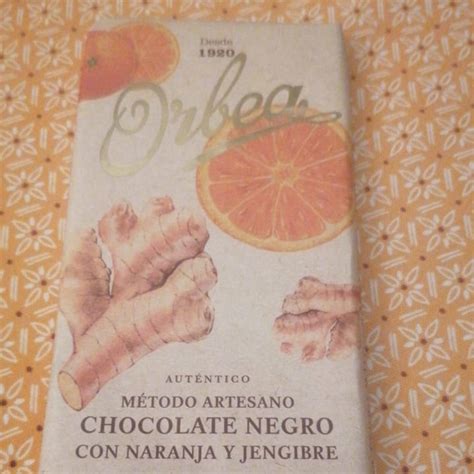 Desde
1920
Orbea
AUTÉNTICO
MÉTODO ARTESANO
CHOCOLATE NEGRO
CON NARANJA Y JENGIBRE